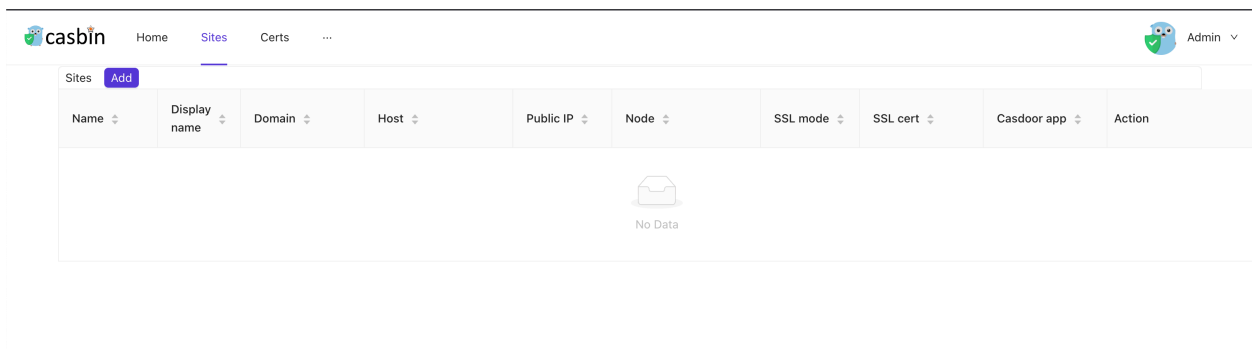 casbin Home Sites Certs ··· Admin
Sites Add
Name Display name Domain Host Public IP Node SSL mode SSL cert Casdoor app Action
No Data